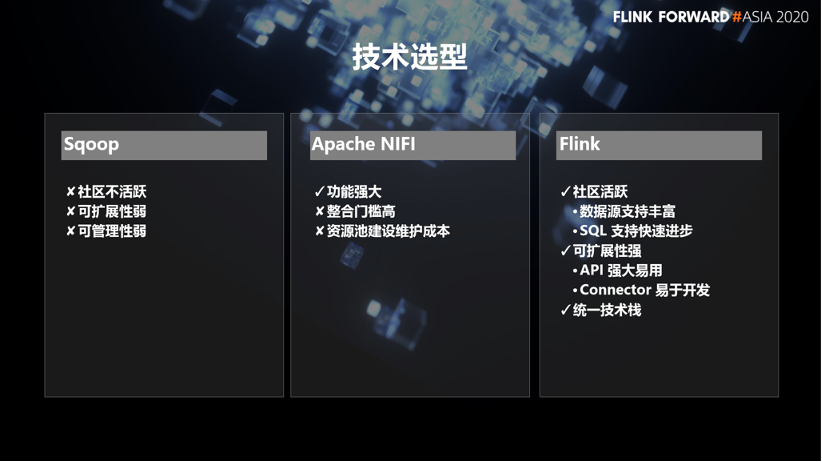 FLINK FORWARD #ASIA 2020
技术选型
Sqoop
✘社区不活跃
✘可扩展性弱
✘可管理性弱
Apache NIFI
✓功能强大
✘整合门槛高
✘资源池建设维护成本
Flink
✓社区活跃
•数据源支持丰富
•SQL 支持快速进步
✓可扩展性强
•API 强大易用
•Connector 易于开发
✓统一技术栈